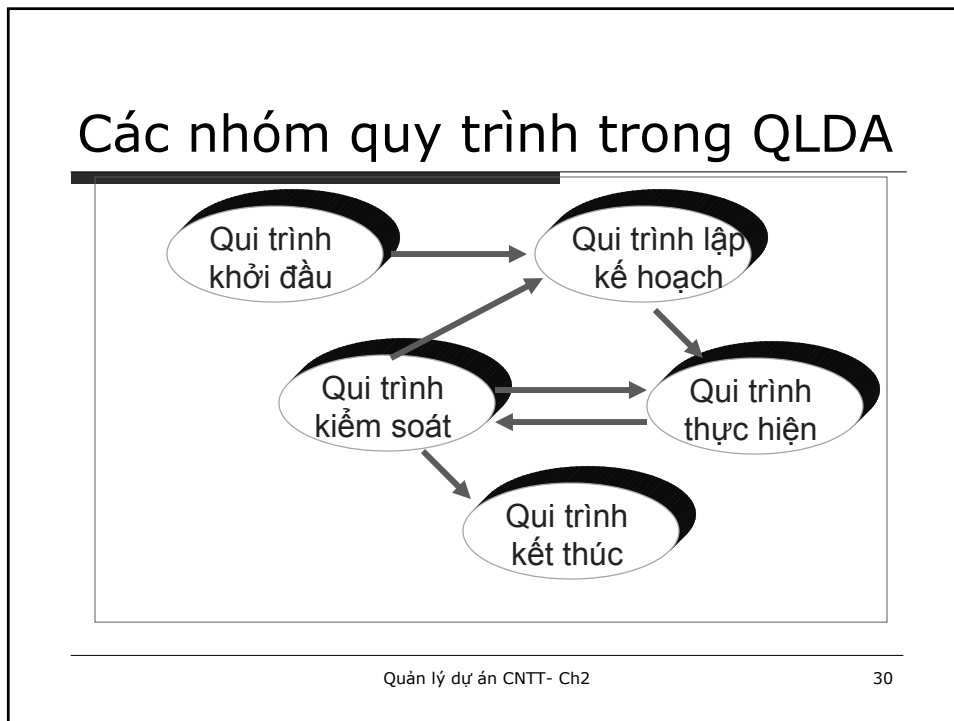 Các nhóm quy trình trong QLDA
Qui trình
khởi đầu
Qui trình lập
kế hoạch
Qui trình
kiểm soát
Qui trình
thực hiện
Qui trình
kết thúc
Quản lý dự án CNTT- Ch2
30